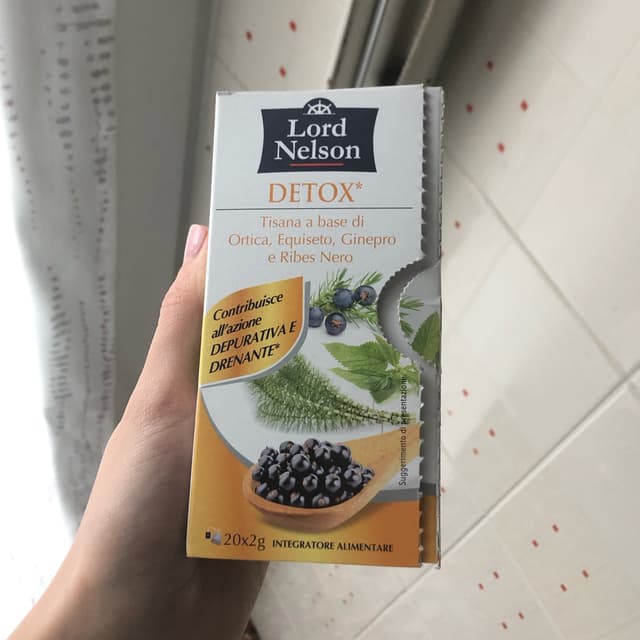 Lord
Nelson
DETOX*
Tisana a base di
Ortica, Equiseto, Ginepro
e Ribes Nero
Contribuisce
all'azione
DEPURATIVA E
DRENANTE*
Suggerimento di presentazione
20x2g INTEGRATORE ALIMENTARE